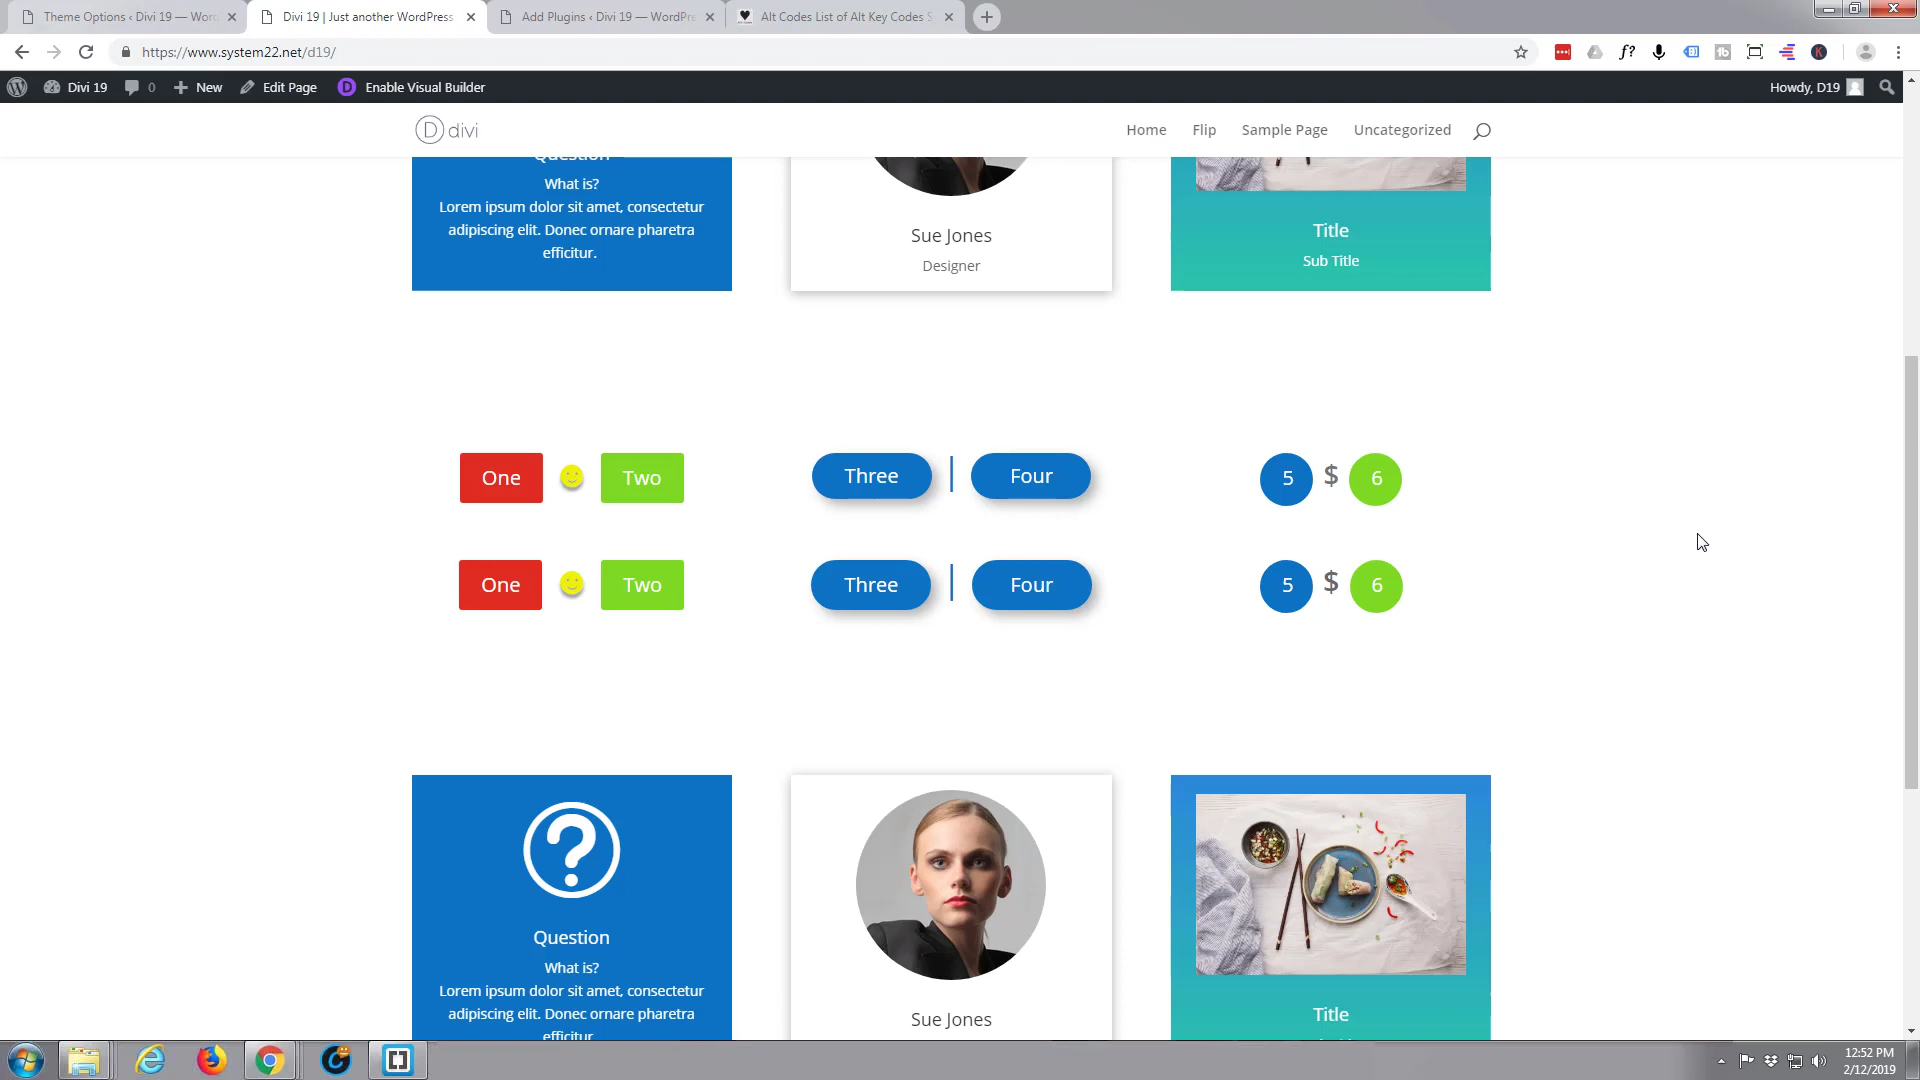 Theme Options ‹ Divi 19 — Wor
Divi 19 | Just another WordPress
Add Plugins ‹ Divi 19 — WordPre
Alt Codes List of Alt Key Codes S
https://www.system22.net/d19/
Divi 19
0
New
Edit Page
Enable Visual Builder
Howdy, D19
D divi
Home
Flip
Sample Page
Uncategorized
Question
What is?
Lorem ipsum dolor sit amet, consectetur
adipiscing elit. Donec ornare pharetra
efficitur.
Sue Jones
Designer
Title
Sub Title
One
Two
Three
|
Four
5
$
6
One
Two
Three
|
Four
5
$
6
Question
What is?
Lorem ipsum dolor sit amet, consectetur
adipiscing elit. Donec ornare pharetra
efficitur.
Sue Jones
Title
12:52 PM
2/12/2019